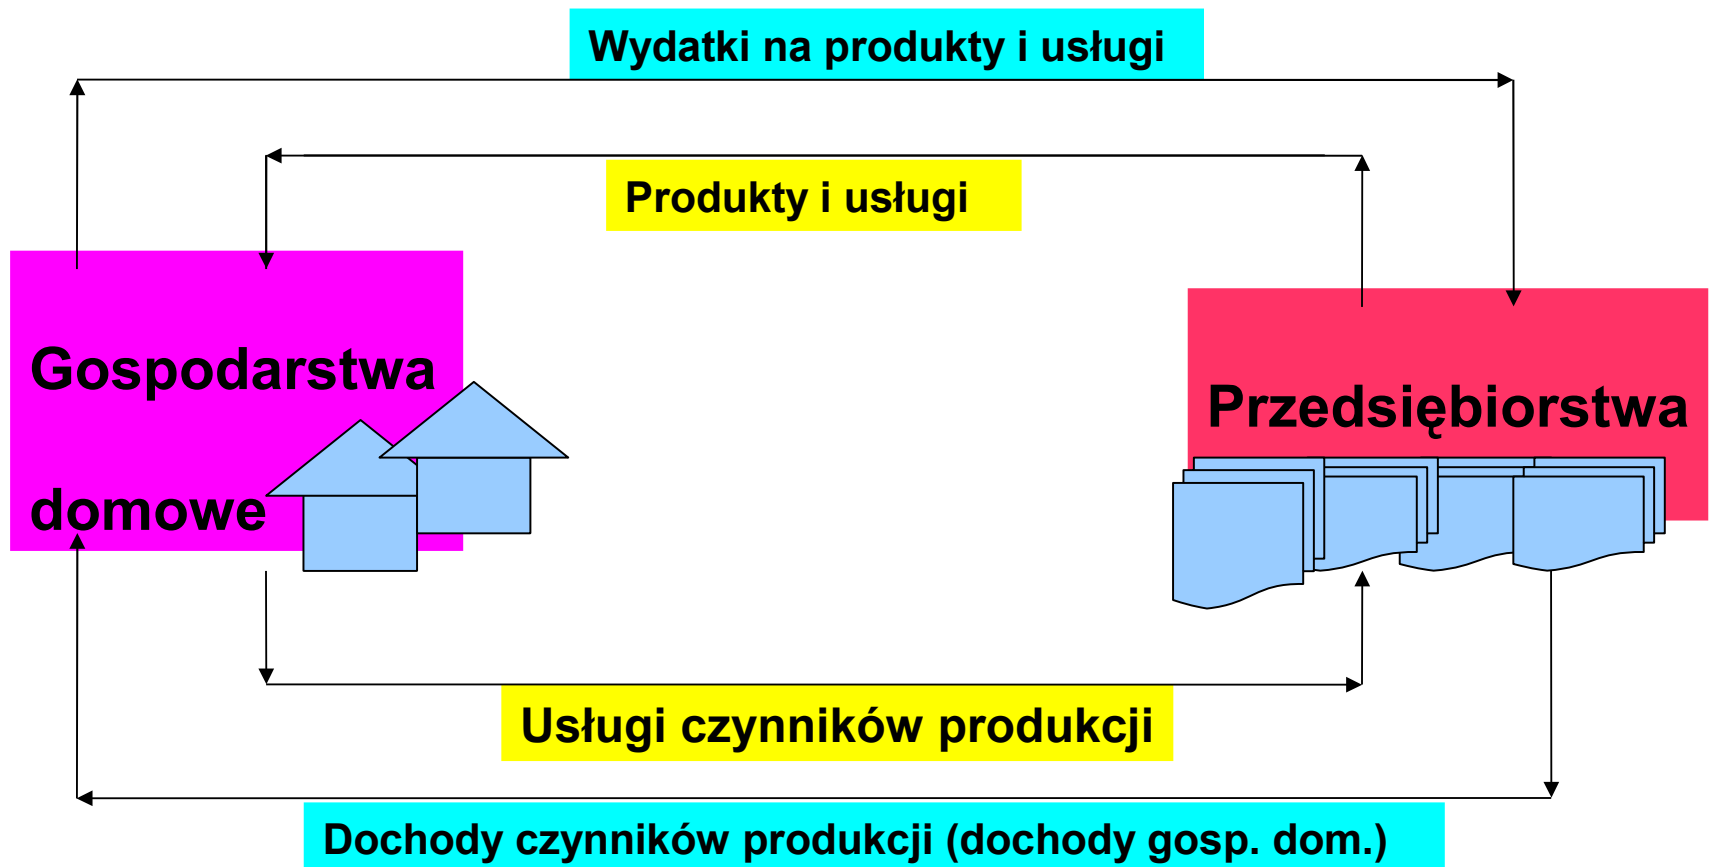 Wydatki na produkty i usługi
Produkty i usługi
Gospodarstwa
domowe
Przedsiębiorstwa
Usługi czynników produkcji
Dochody czynników produkcji (dochody gosp. dom.)